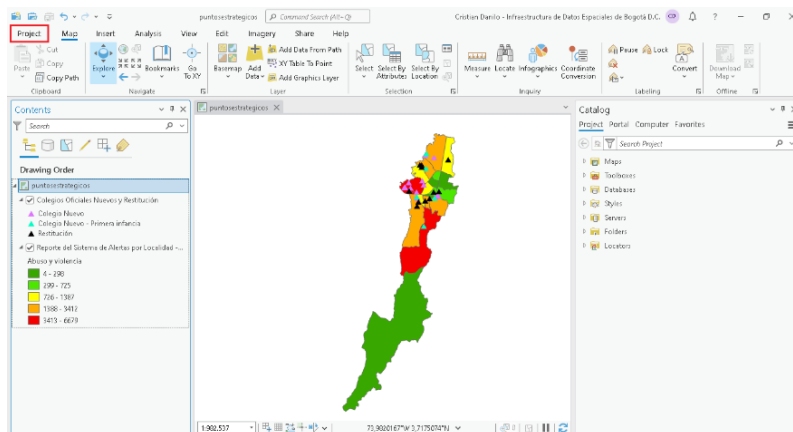 puntosestrategicos
Command Search (Alt+Q)
Cristian Danilo - Infraestructura de Datos Espaciales de Bogotá D.C.
CD
?
Project Map Insert Analysis View Edit Imagery Share Help
Cut
Copy
Copy Path
Paste
Explore
Bookmarks
Go To XY
Basemap
Add Data
Add Data From Path
XY Table To Point
Add Graphics Layer
Select
Select By Attributes
Select By Location
Measure
Locate
Infographics
Coordinate Conversion
Pause
Lock
Convert
Download Map
Clipboard
Navigate
Layer
Selection
Inquiry
Labeling
Offline
Contents
Search
Drawing Order
puntosestrategicos
Colegios Oficiales Nuevos y Restitución
Colegio Nuevo
Colegio Nuevo - Primera infancia
Restitución
Reporte del Sistema de Alertas por Localidad -...
Abuso y violencia
4 - 298
299 - 725
726 - 1387
1388 - 3412
3413 - 6679
puntosestrategicos
1:902.537
73,9820167°W 3,7175074°N
Catalog
Project Portal Computer Favorites
Search Project
Maps
Toolboxes
Databases
Styles
Servers
Folders
Locators